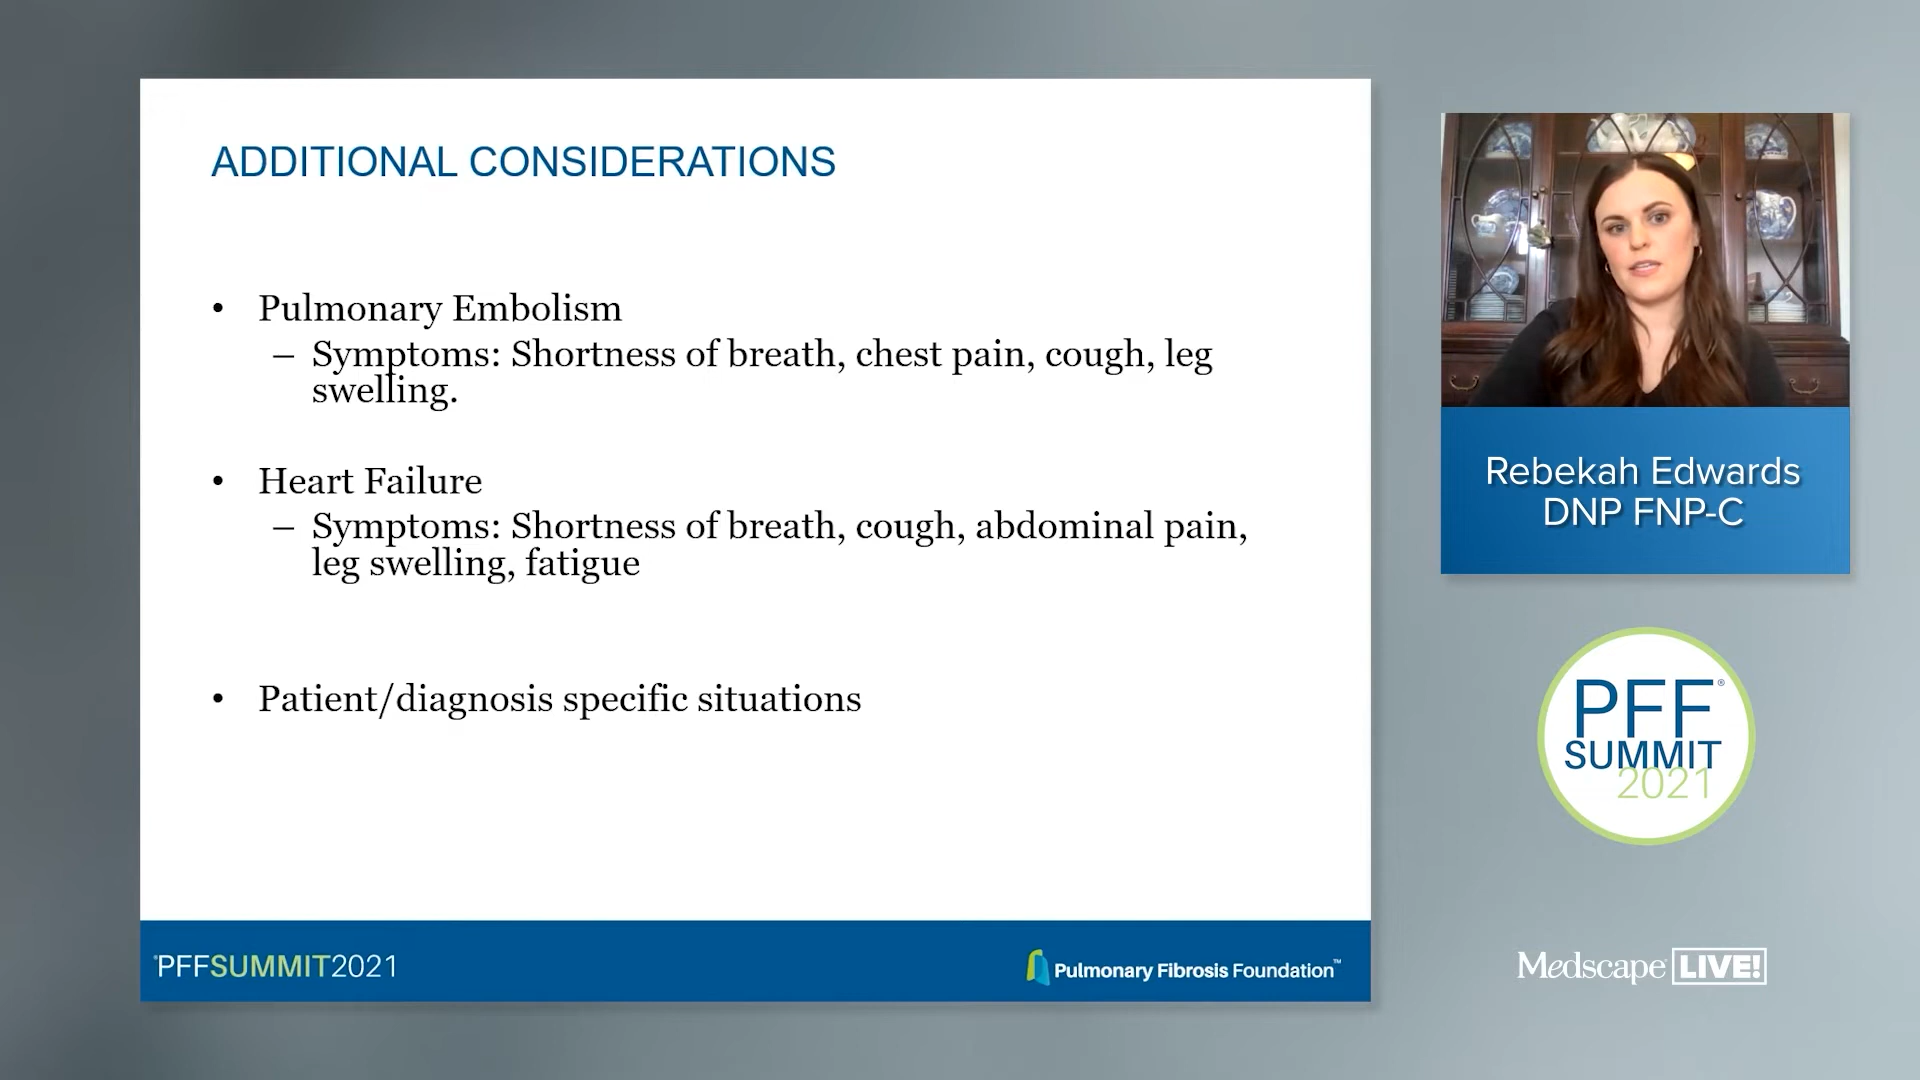 ADDITIONAL CONSIDERATIONS
• Pulmonary Embolism
– Symptoms: Shortness of breath, chest pain, cough, leg
swelling.
• Heart Failure
– Symptoms: Shortness of breath, cough, abdominal pain,
leg swelling, fatigue
• Patient/diagnosis specific situations
PFFSUMMIT2021
Pulmonary Fibrosis Foundation™
Rebekah Edwards
DNP FNP-C
PFF®
SUMMIT
2021
Medscape LIVE!